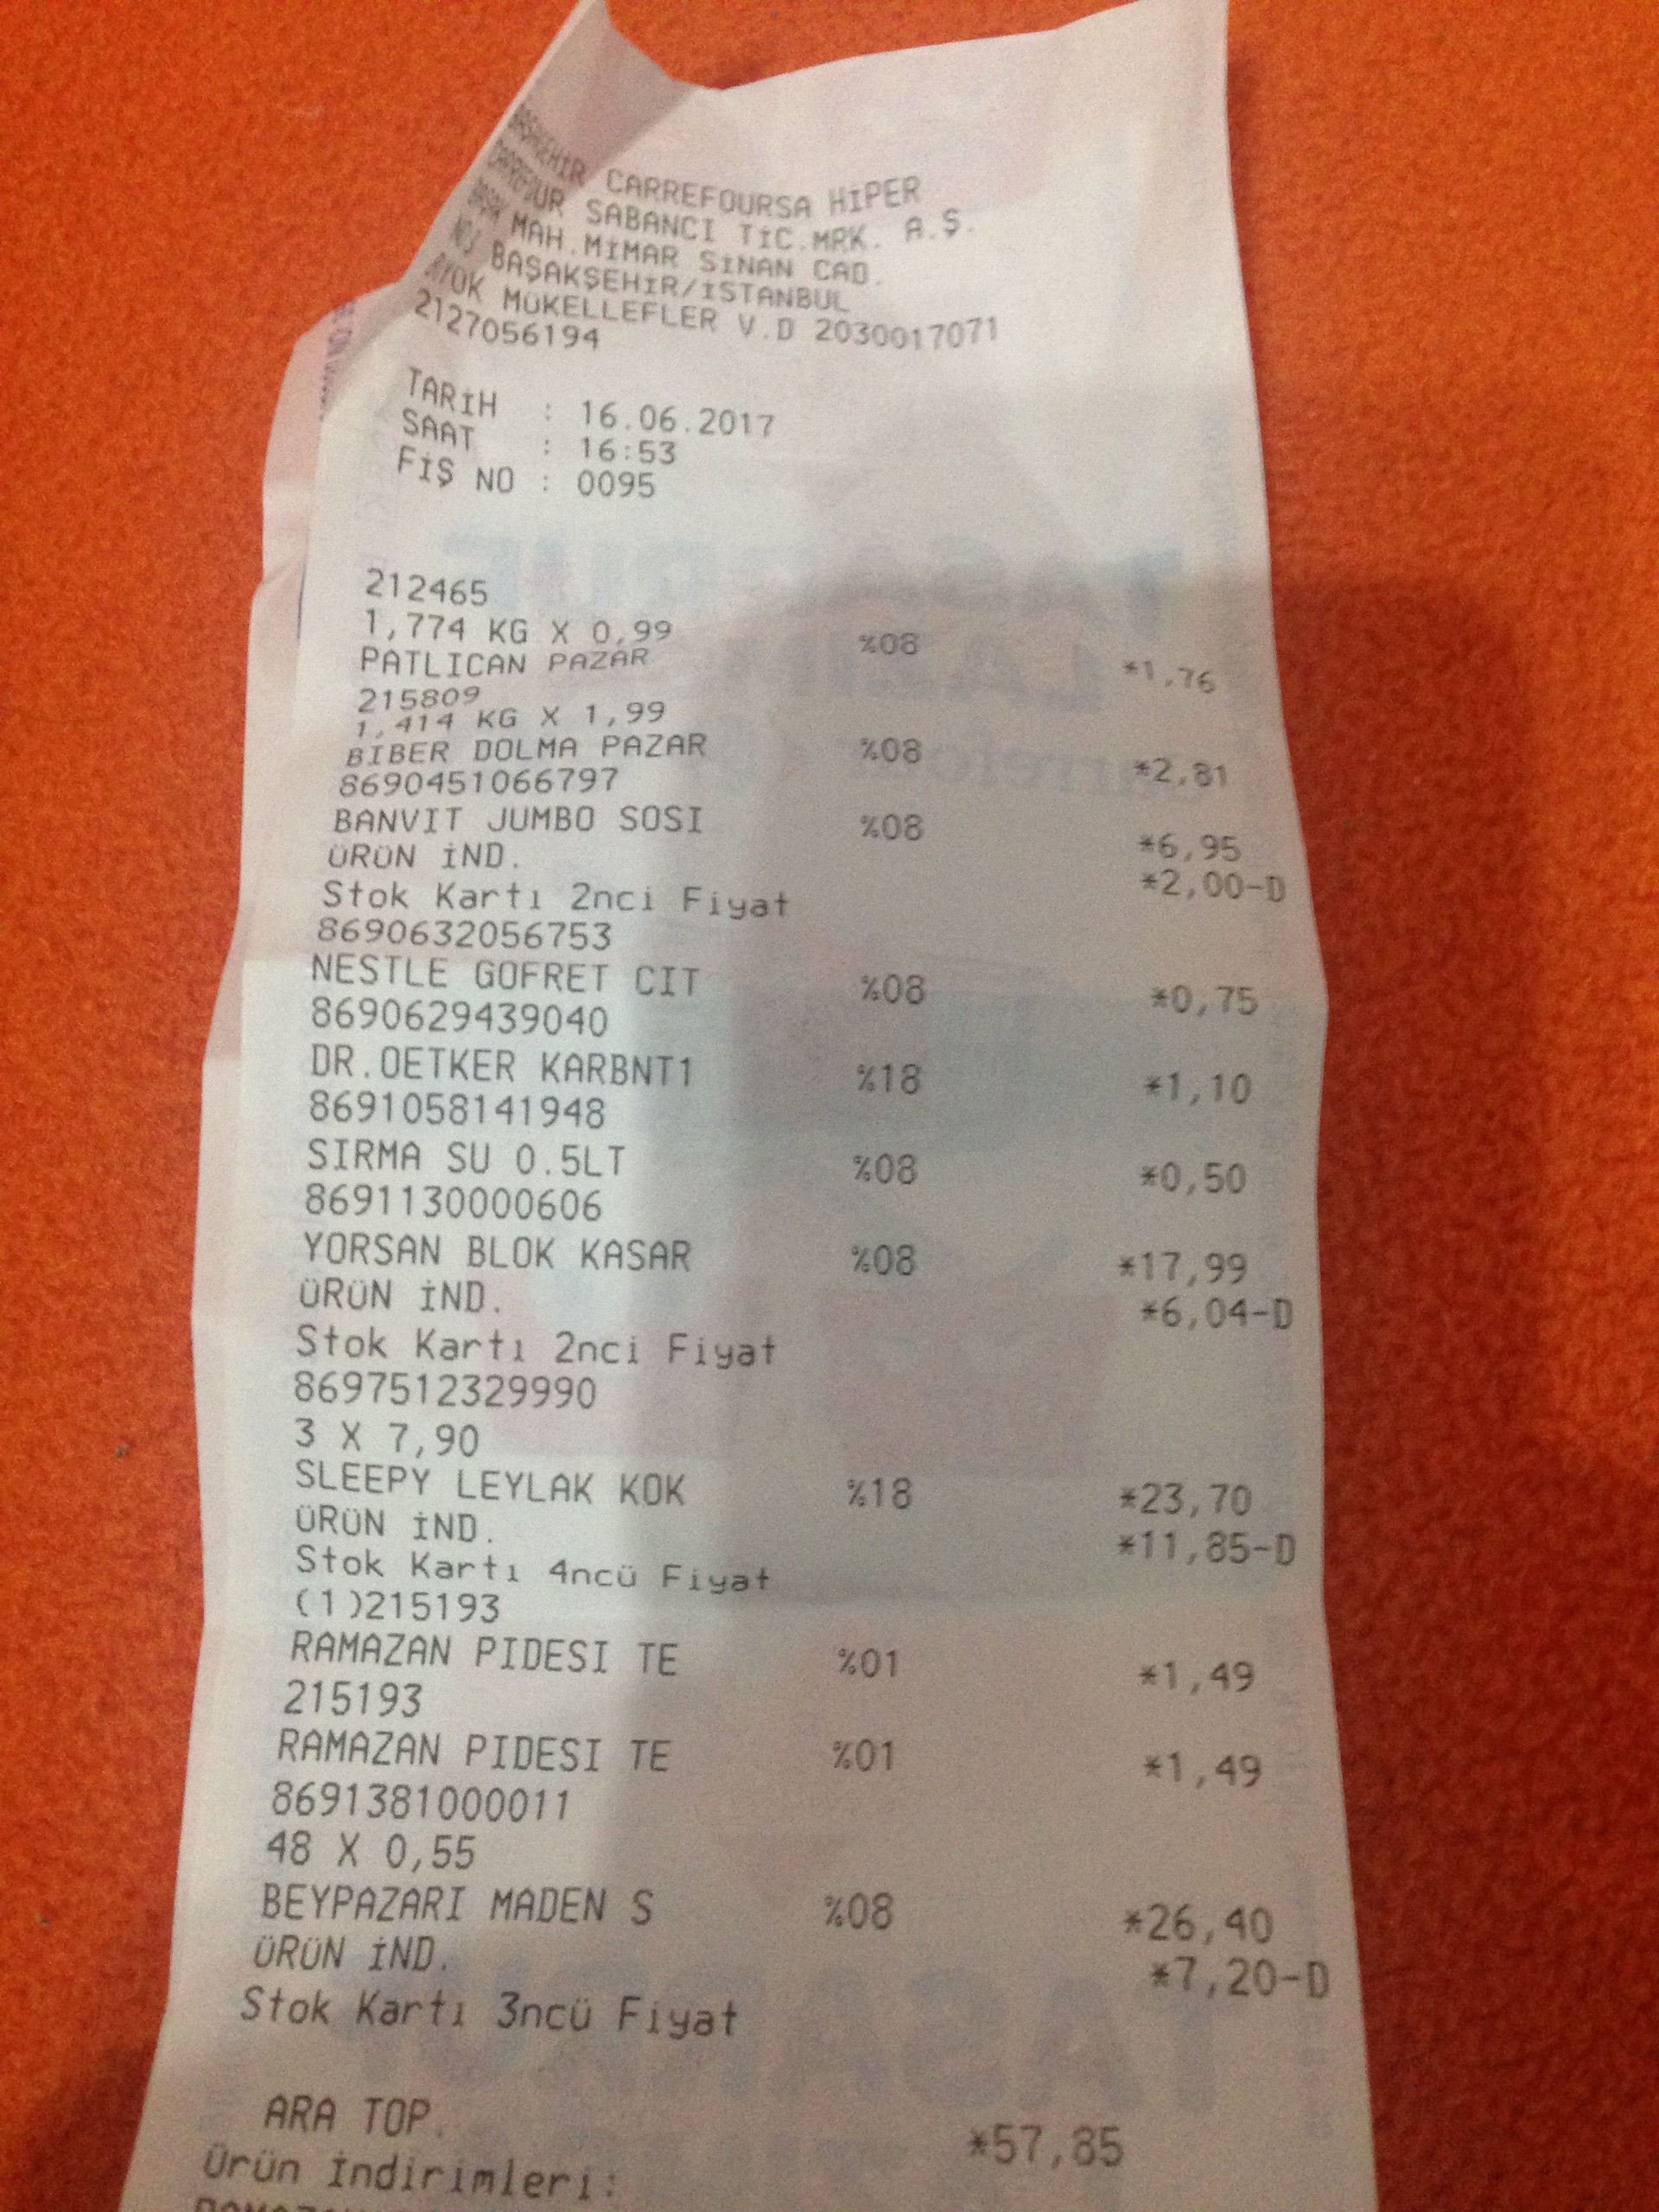 BAŞAKŞEHİR CARREFOURSA HİPER
CARREFOUR SABANCI TİC.MRK. A.Ş.
BAŞAK MAH.MİMAR SİNAN CAD.
BAŞAKŞEHİR/İSTANBUL
MÜKELLEFLER V.D 2030017071
2127056194
TARİH : 16.06.2017
SAAT : 16:53
FİŞ NO : 0095
212465
1,774 KG X 0,99
PATLICAN PAZAR %08 *1,76
215809
1,414 KG X 1,99
BIBER DOLMA PAZAR %08 *2,81
8690451066797
BANVIT JUMBO SOSI %08 *6,95
ÜRÜN İND. *2,00-D
Stok Kartı 2nci Fiyat
8690632056753
NESTLE GOFRET CIT %08 *0,75
8690629439040
DR.OETKER KARBNT1 %18 *1,10
8691058141948
SIRMA SU 0.5LT %08 *0,50
8691130000606
YORSAN BLOK KASAR %08 *17,99
ÜRÜN İND. *6,04-D
Stok Kartı 2nci Fiyat
8697512329990
3 X 7,90
SLEEPY LEYLAK KOK %18 *23,70
ÜRÜN İND. *11,85-D
Stok Kartı 4ncü Fiyat
(1)215193
RAMAZAN PIDESI TE %01 *1,49
215193
RAMAZAN PIDESI TE %01 *1,49
8691381000011
48 X 0,55
BEYPAZARI MADEN S %08 *26,40
ÜRÜN İND. *7,20-D
Stok Kartı 3ncü Fiyat
ARA TOP. *57,85
Ürün İndirimleri: